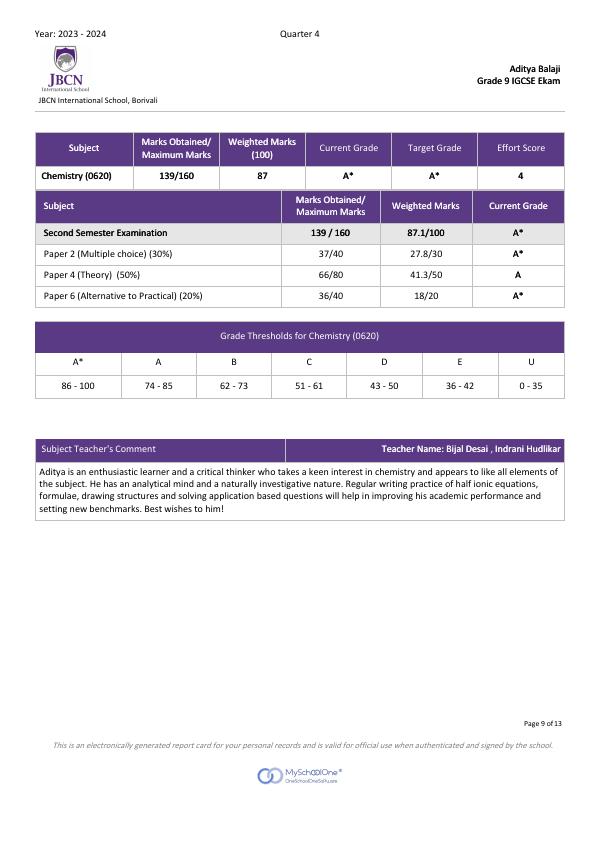 Year: 2023 - 2024 Quarter 4
JBCN
International School
JBCN International School, Borivali
Aditya Balaji
Grade 9 IGCSE Ekam
Subject Marks Obtained/ Maximum Marks Weighted Marks (100) Current Grade Target Grade Effort Score
Chemistry (0620) 139/160 87 A* A* 4
Subject Marks Obtained/ Maximum Marks Weighted Marks Current Grade
Second Semester Examination 139 / 160 87.1/100 A*
Paper 2 (Multiple choice) (30%) 37/40 27.8/30 A*
Paper 4 (Theory) (50%) 66/80 41.3/50 A
Paper 6 (Alternative to Practical) (20%) 36/40 18/20 A*
Grade Thresholds for Chemistry (0620)
A* A B C D E U
86 - 100 74 - 85 62 - 73 51 - 61 43 - 50 36 - 42 0 - 35
Subject Teacher's Comment Teacher Name: Bijal Desai , Indrani Hudlikar
Aditya is an enthusiastic learner and a critical thinker who takes a keen interest in chemistry and appears to like all elements of
the subject. He has an analytical mind and a naturally investigative nature. Regular writing practice of half ionic equations,
formulae, drawing structures and solving application based questions will help in improving his academic performance and
setting new benchmarks. Best wishes to him!
Page 9 of 13
This is an electronically generated report card for your personal records and is valid for official use when authenticated and signed by the school.
MySchoolOne®
OneSchoolOneSoftware